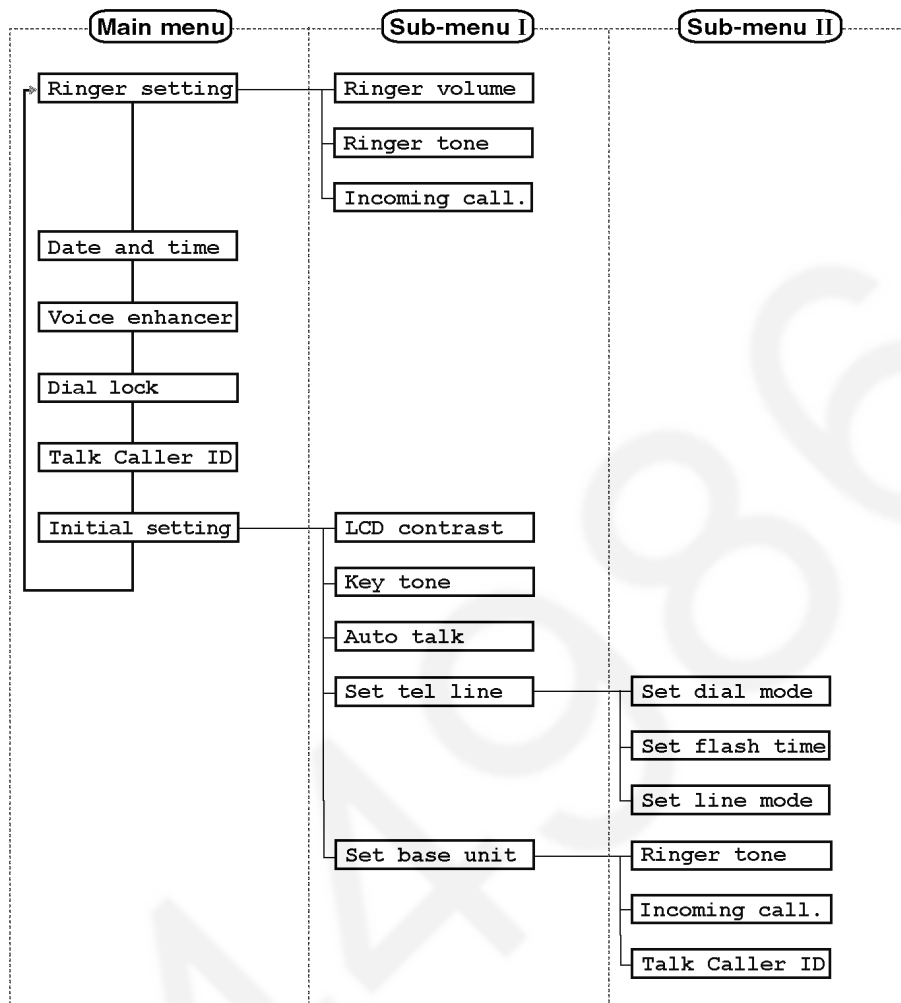 Main menu
Sub-menu I
Sub-menu II
Ringer setting
Ringer volume
Ringer tone
Incoming call.
Date and time
Voice enhancer
Dial lock
Talk Caller ID
Initial setting
LCD contrast
Key tone
Auto talk
Set tel line
Set dial mode
Set flash time
Set line mode
Set base unit
Ringer tone
Incoming call.
Talk Caller ID